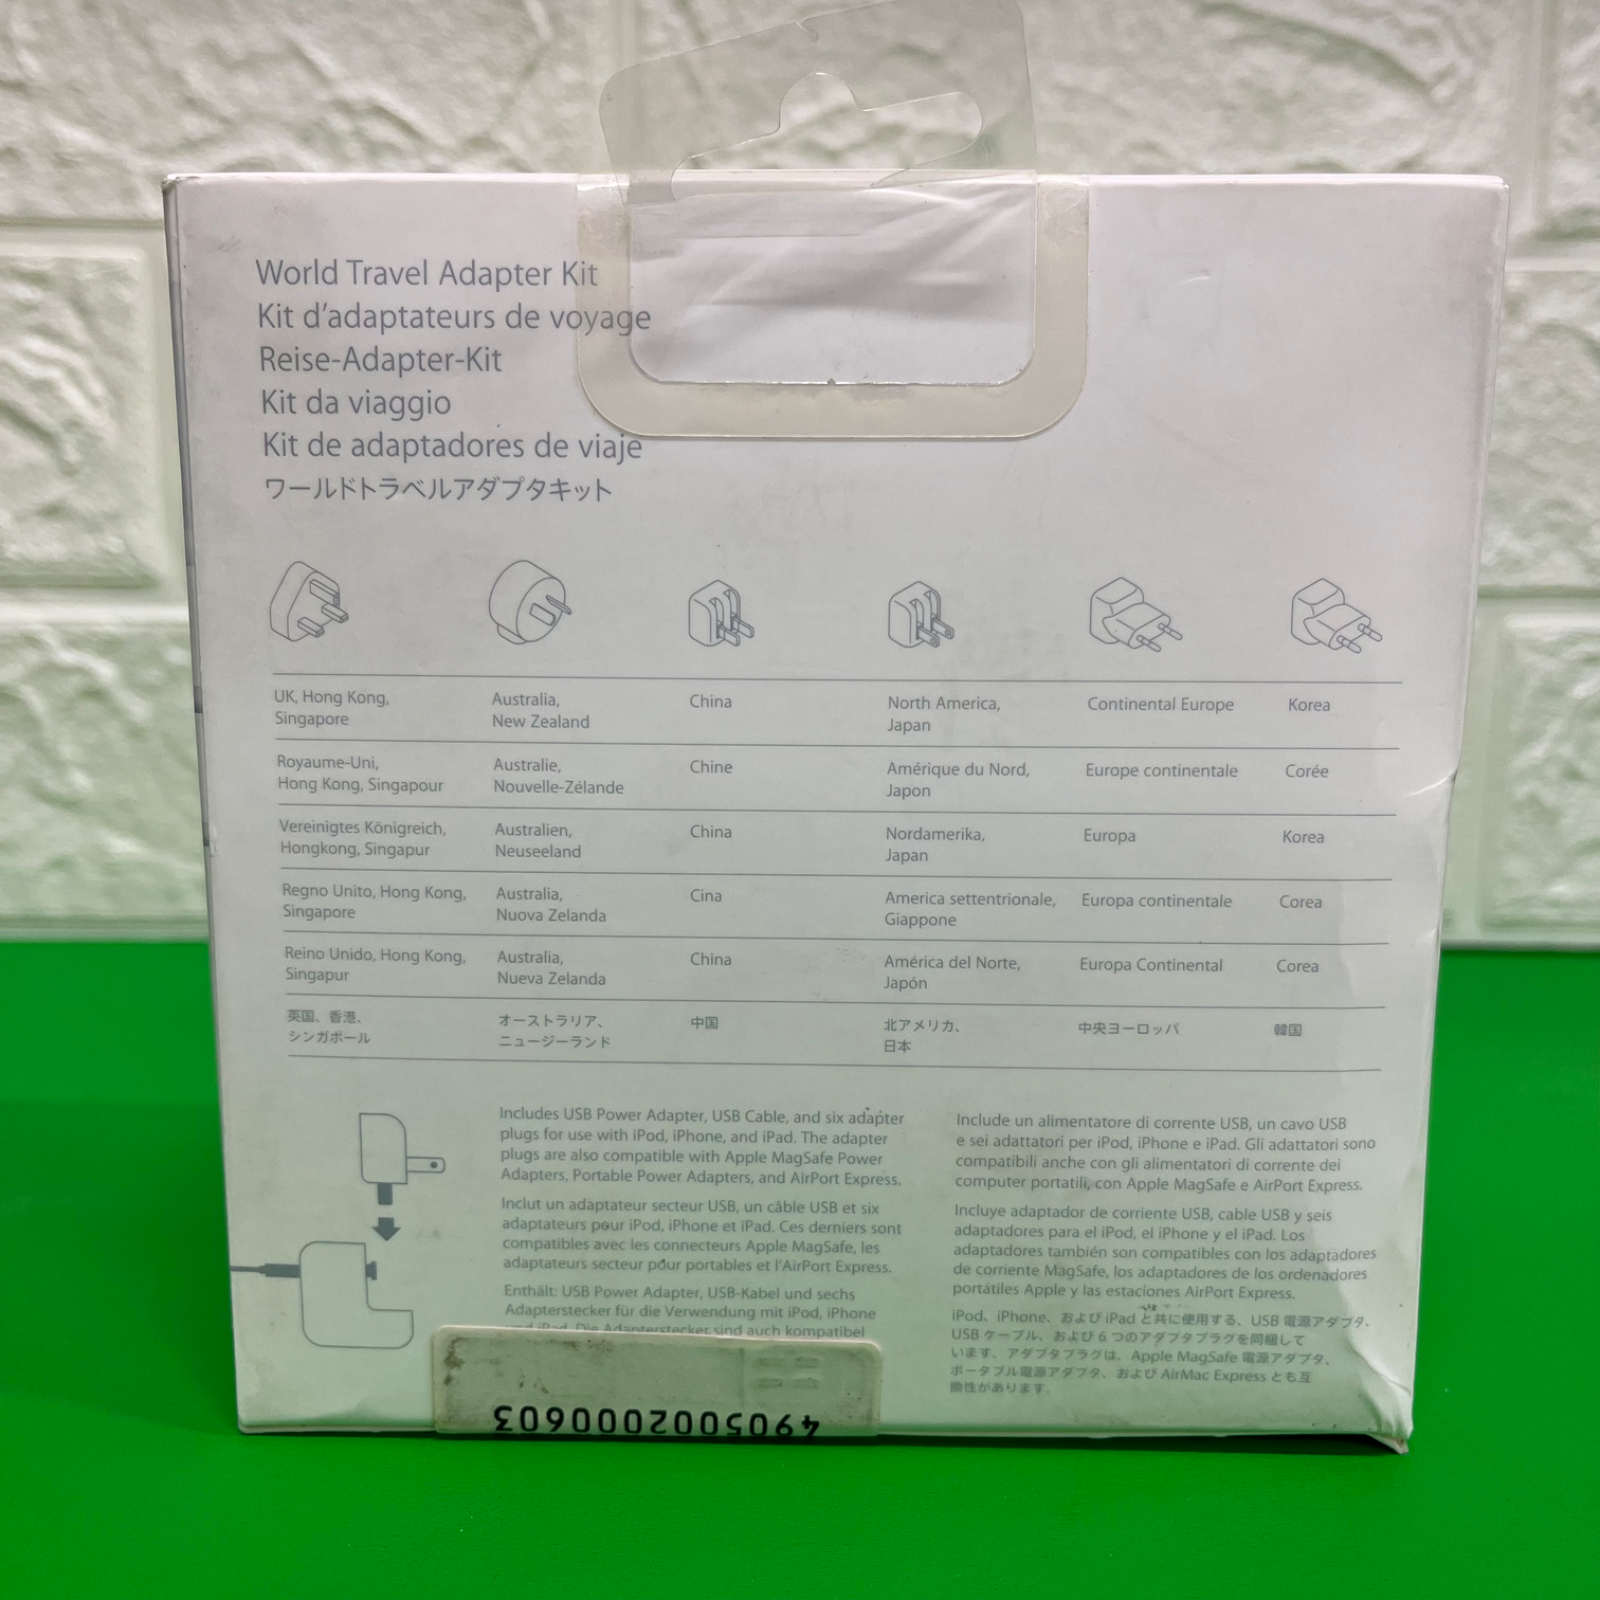 World Travel Adapter Kit
Kit d'adaptateurs de voyage
Reise-Adapter-Kit
Kit da viaggio
Kit de adaptadores de viaje
ワールドトラベルアダプタキット
UK, Hong Kong,
Singapore
Australia,
New Zealand
China
North America,
Japan
Continental Europe
Korea
Royaume-Uni,
Hong Kong, Singapour
Australie,
Nouvelle-Zélande
Chine
Amérique du Nord,
Japon
Europe continentale
Corée
Vereinigtes Königreich,
Hongkong, Singapur
Australien,
Neuseeland
China
Nordamerika,
Japan
Europa
Korea
Regno Unito, Hong Kong,
Singapore
Australia,
Nuova Zelanda
Cina
America settentrionale,
Giappone
Europa continentale
Corea
Reino Unido, Hong Kong,
Singapur
Australia,
Nueva Zelanda
China
América del Norte,
Japón
Europa Continental
Corea
英国、香港、
シンガポール
オーストラリア、
ニュージーランド
中国
北アメリカ、
日本
中央ヨーロッパ
韓国
Includes USB Power Adapter, USB Cable, and six adapter
plugs for use with iPod, iPhone, and iPad. The adapter
plugs are also compatible with Apple MagSafe Power
Adapters, Portable Power Adapters, and AirPort Express.
Inclut un adaptateur secteur USB, un câble USB et six
adaptateurs pour iPod, iPhone et iPad. Ces derniers sont
compatibles avec les connecteurs Apple MagSafe, les
adaptateurs secteur pour portables et l'AirPort Express.
Enthält: USB Power Adapter, USB-Kabel und sechs
Adapterstecker für die Verwendung mit iPod, iPhone
und iPad. Die Adapterstecker sind auch kompatibel
Include un alimentatore di corrente USB, un cavo USB
e sei adattatori per iPod, iPhone e iPad. Gli adattatori sono
compatibili anche con gli alimentatori di corrente dei
computer portatili, con Apple MagSafe e AirPort Express.
Incluye adaptador de corriente USB, cable USB y seis
adaptadores para el iPod, el iPhone y el iPad. Los
adaptadores también son compatibles con los adaptadores
de corriente MagSafe, los adaptadores de los ordenadores
portátiles Apple y las estaciones AirPort Express.
iPod、iPhone、および iPad と共に使用する、USB 電源アダプタ、
USB ケーブル、および 6 つのアダプタプラグを同梱して
います。アダプタプラグは、Apple MagSafe 電源アダプタ、
ポータブル電源アダプタ、および AirMac Express とも互
換性があります。
4905002000603